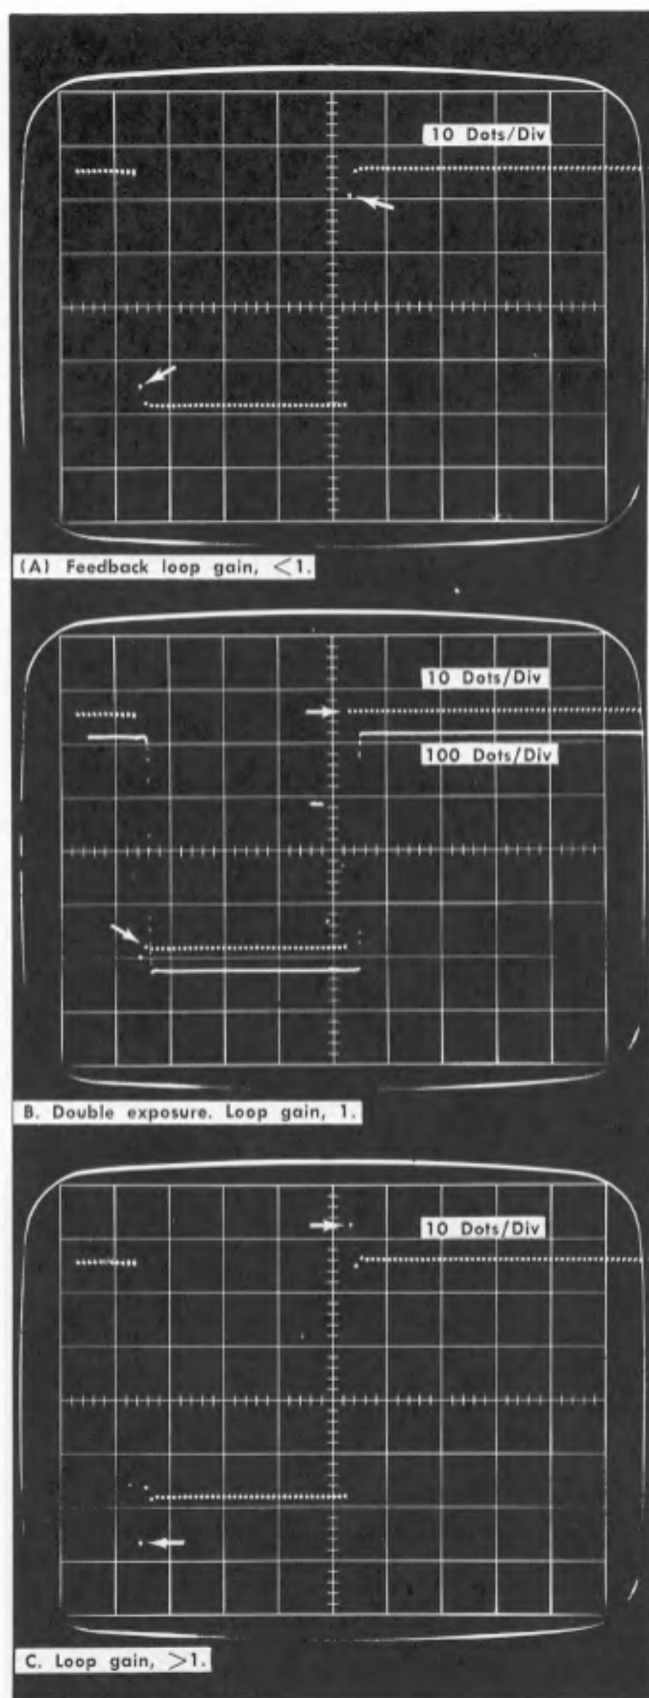 10 Dots/Div
(A) Feedback loop gain, <1.
10 Dots/Div
100 Dots/Div
B. Double exposure. Loop gain, 1.
10 Dots/Div
C. Loop gain, >1.